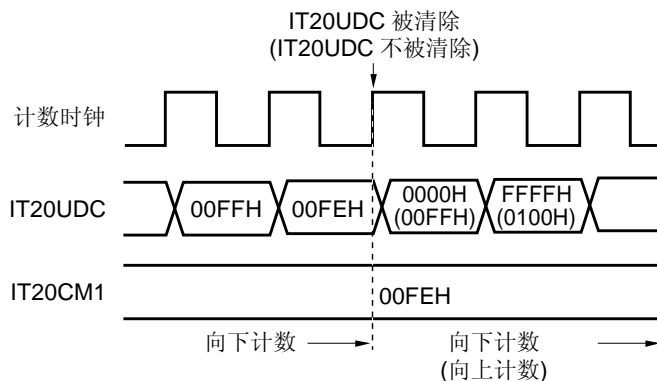 IT20UDC 被清除
(IT20UDC 不被清除)
计数时钟
IT20UDC
00FFH
00FEH
0000H
(00FFH)
FFFFH
(0100H)
IT20CM1
00FEH
向下计数
向下计数
(向上计数)